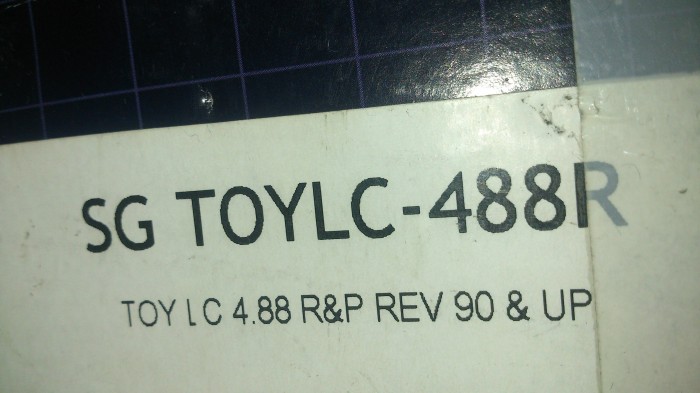 SG TOYLC-488R
TOY LC 4.88 R&P REV 90 & UP